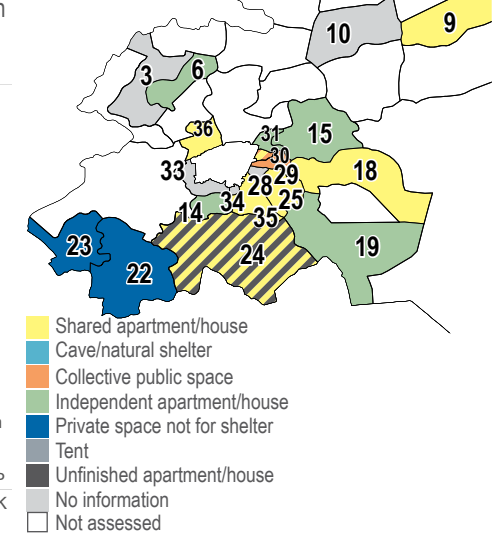 n
9
10
3
6
36
31
15
30
33
29
18
28
34
25
14
35
23
24
19
22
Shared apartment/house
Cave/natural shelter
Collective public space
Independent apartment/house
Private space not for shelter
Tent
Unfinished apartment/house
No information
K
Not assessed